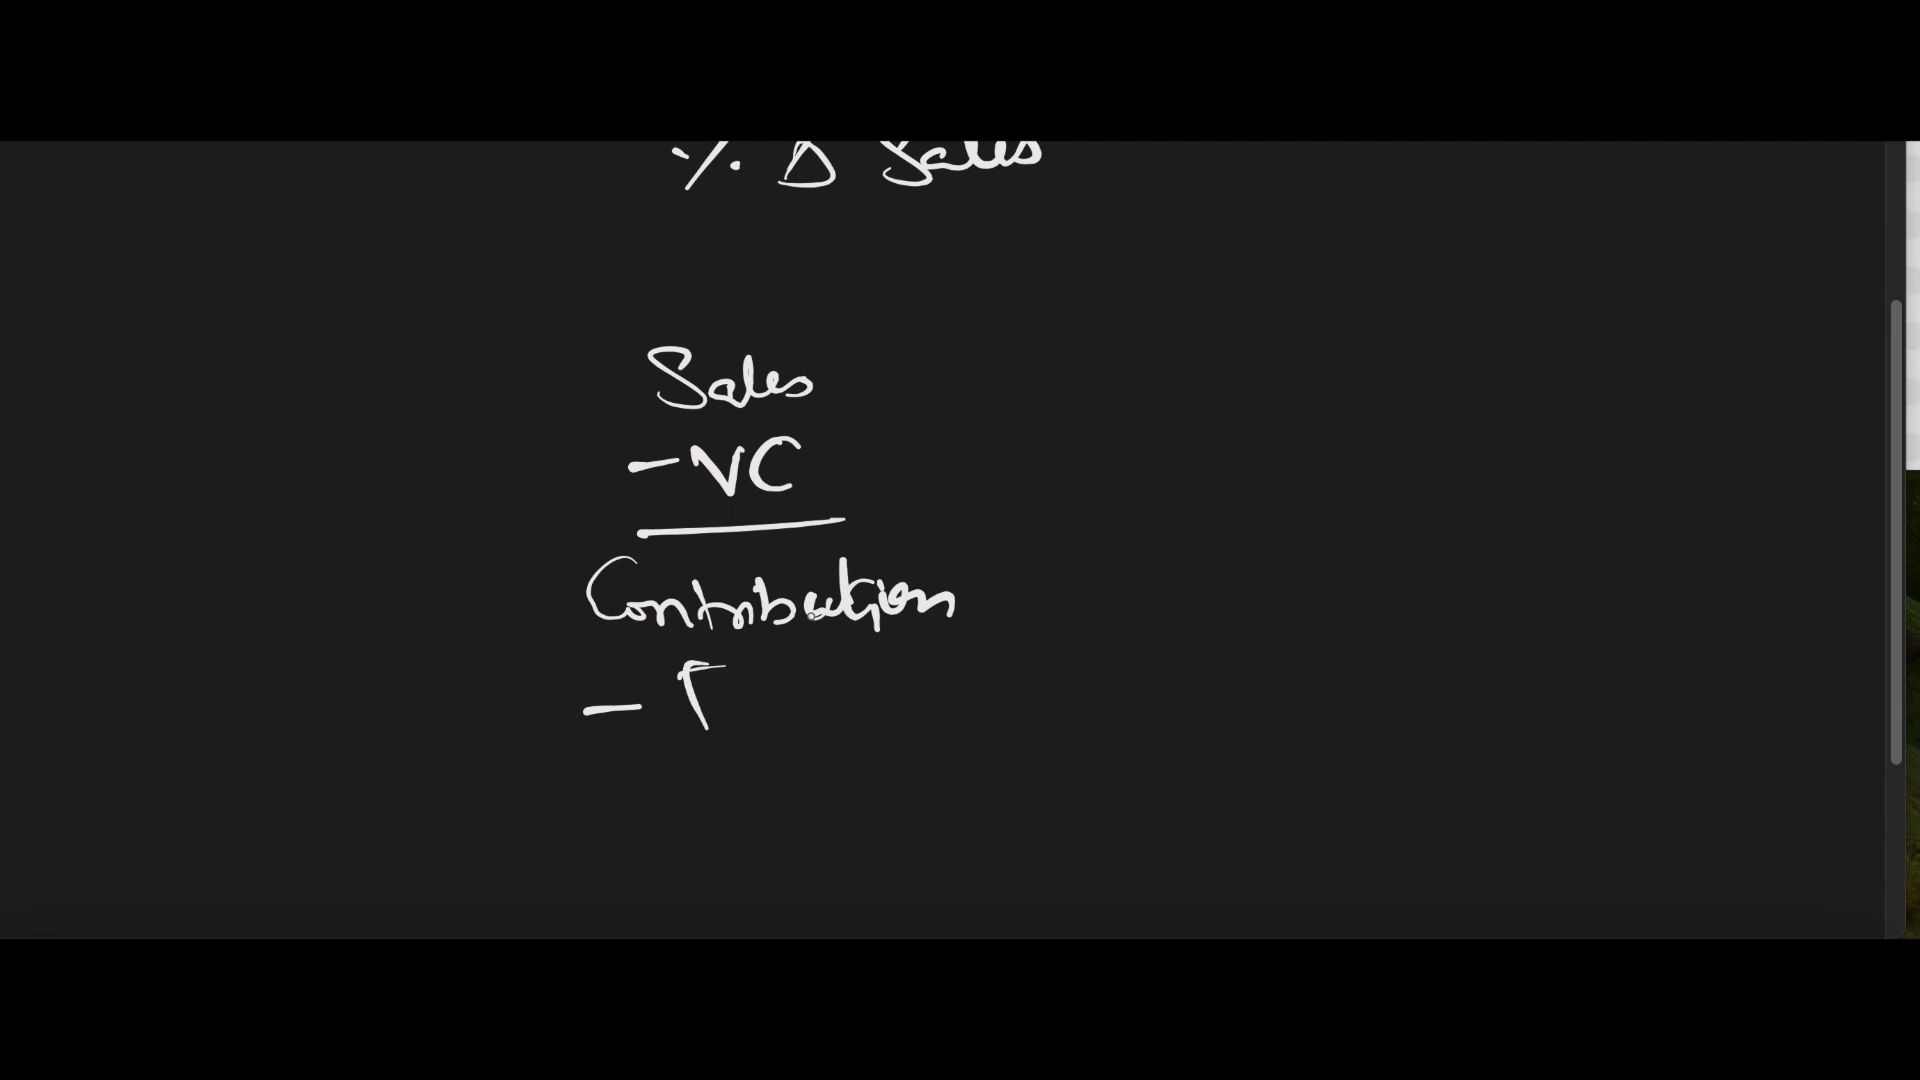 % Δ Sales
Sales
- VC
Contribution
-